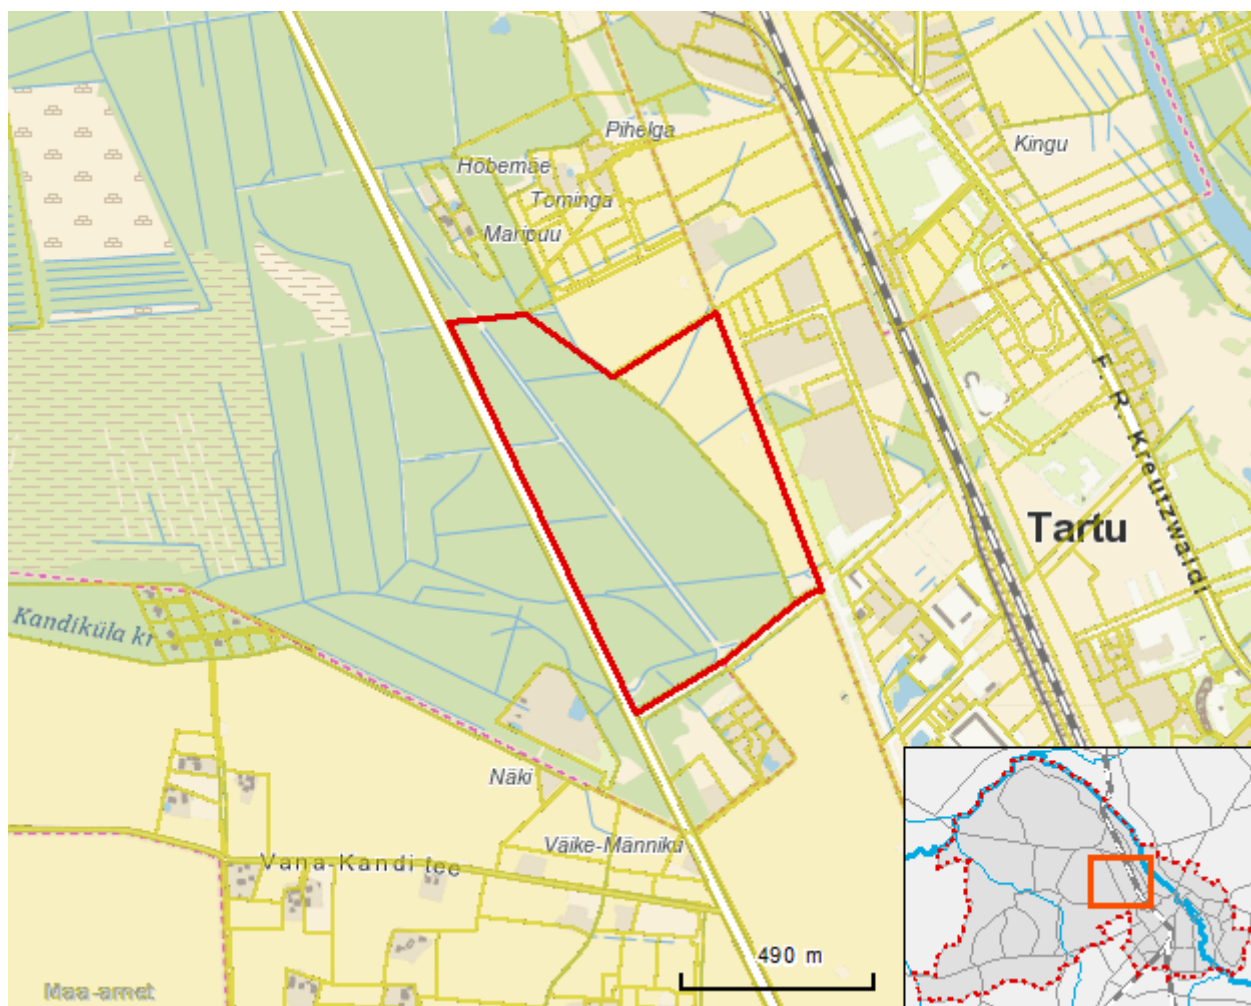 Pihelga
Kingu
Hõbemäe
Tominga
Maripuu
F. R. Kreutzwaldi
Tartu
Kandiküla kr
Näki
Väike-Männiku
Vana-Kandi tee
490 m
Maa-amet